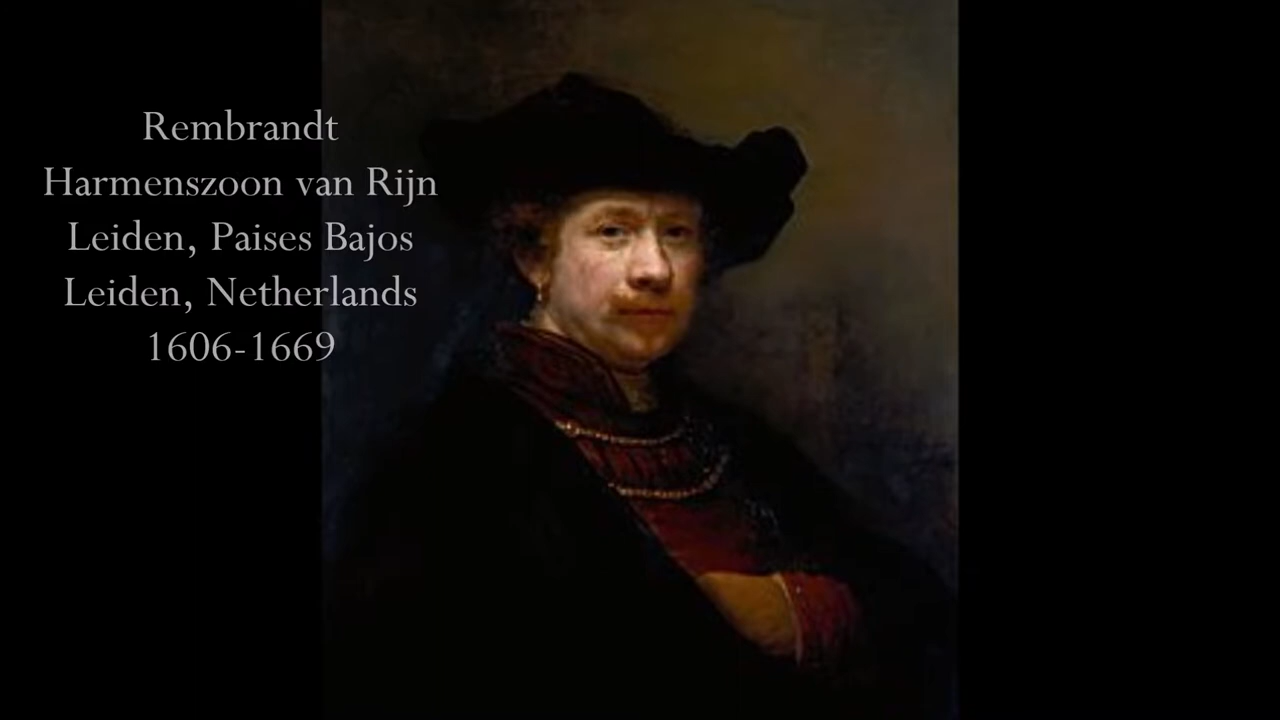 Rembrandt
Harmenszoon van Rijn
Leiden, Paises Bajos
Leiden, Netherlands
1606-1669